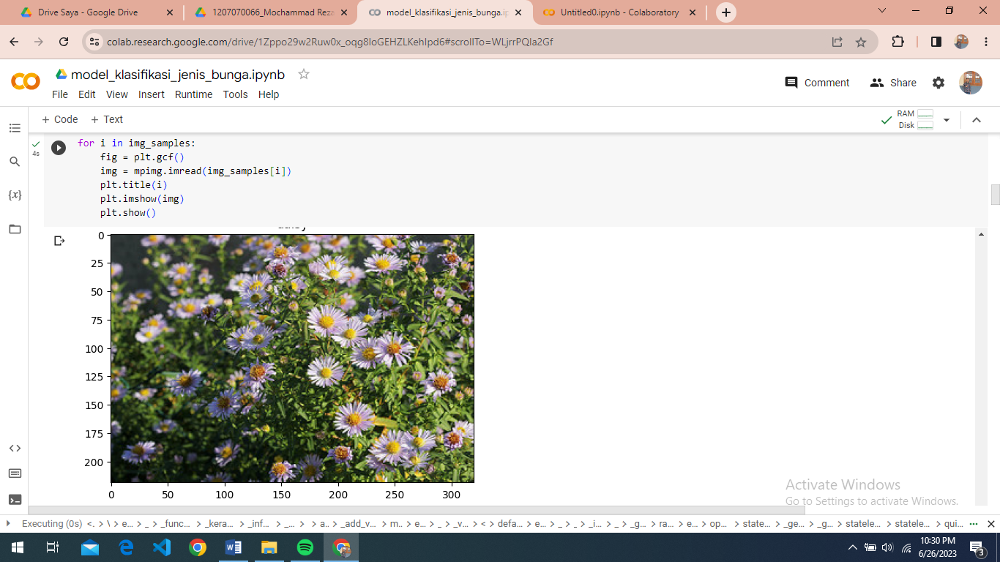 Drive Saya - Google Drive
1207070066_Mochammad Reza
model_klasifikasi_jenis_bunga.ip
Untitled0.ipynb - Colaboratory
colab.research.google.com/drive/1Zppo29w2Ruw0x_oqg8IoGEHZLKehIpd6#scrollTo=WLjrrPQIa2Gf
model_klasifikasi_jenis_bunga.ipynb
File Edit View Insert Runtime Tools Help
Comment
Share
+ Code + Text
RAM
Disk
{x}
4s
for i in img_samples:
fig = plt.gcf()
img = mpimg.imread(img_samples[i])
plt.title(i)
plt.imshow(img)
plt.show()
0
25
50
75
100
125
150
175
200
0 50 100 150 200 250 300
Activate Windows
Go to Settings to activate Windows.
Executing (0s) <. > \ > e... > _ > _func... > _kera... > _inf... > _... > > a.. > _add_v... > m.. > e... > _ > _v... > < > defa... > e... > _ > _ > _i... > _ > _g... > ra... > e... > op... > state... > _ge... > _g... > statele... > statele... > qui...
10:30 PM
6/26/2023
3